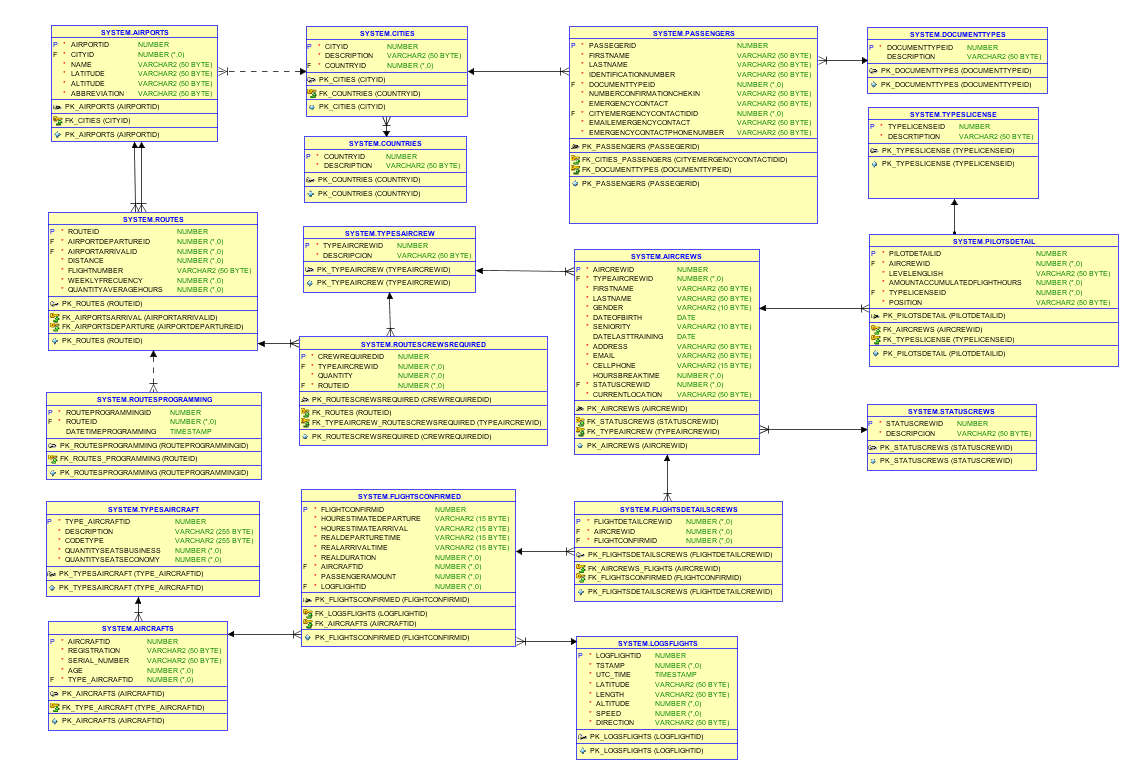 SYSTEM.AIRPORTS
P * AIRPORTID NUMBER
F * CITYID NUMBER (*,0)
* NAME VARCHAR2 (50 BYTE)
* LATITUDE VARCHAR2 (50 BYTE)
* ALTITUDE VARCHAR2 (50 BYTE)
* ABBREVIATION VARCHAR2 (50 BYTE)
PK_AIRPORTS (AIRPORTID)
FK_CITIES (CITYID)
PK_AIRPORTS (AIRPORTID)
SYSTEM.CITIES
P * CITYID NUMBER
* DESCRIPTION VARCHAR2 (50 BYTE)
F * COUNTRYID NUMBER (*,0)
PK_CITIES (CITYID)
FK_COUNTRIES (COUNTRYID)
PK_CITIES (CITYID)
SYSTEM.PASSENGERS
P * PASSEGERID NUMBER
* FIRSTNAME VARCHAR2 (50 BYTE)
* LASTNAME VARCHAR2 (50 BYTE)
* IDENTIFICATIONNUMBER VARCHAR2 (50 BYTE)
F * DOCUMENTTYPEID NUMBER (*,0)
* NUMBERCONFIRMATIONCHEKIN VARCHAR2 (50 BYTE)
* EMERGENCYCONTACT VARCHAR2 (50 BYTE)
F * CITYEMERGENCYCONTACTIDID NUMBER (*,0)
* EMAILEMERGENCYCONTACT VARCHAR2 (50 BYTE)
* EMERGENCYCONTACTPHONENUMBER VARCHAR2 (50 BYTE)
PK_PASSENGERS (PASSEGERID)
FK_CITIES_PASSENGERS (CITYEMERGENCYCONTACTIDID)
FK_DOCUMENTTYPES (DOCUMENTTYPEID)
PK_PASSENGERS (PASSEGERID)
SYSTEM.DOCUMENTTYPES
P * DOCUMENTTYPEID NUMBER
DESCRIPTION VARCHAR2 (50 BYTE)
PK_DOCUMENTTYPES (DOCUMENTTYPEID)
PK_DOCUMENTTYPES (DOCUMENTTYPEID)
SYSTEM.TYPESLICENSE
P * TYPELICENSEID NUMBER
* DESCRTIPTION VARCHAR2 (50 BYTE)
PK_TYPESLICENSE (TYPELICENSEID)
PK_TYPESLICENSE (TYPELICENSEID)
SYSTEM.COUNTRIES
P * COUNTRYID NUMBER
* DESCRIPTION VARCHAR2 (50 BYTE)
PK_COUNTRIES (COUNTRYID)
PK_COUNTRIES (COUNTRYID)
SYSTEM.ROUTES
P * ROUTEID NUMBER
F * AIRPORTDEPARTUREID NUMBER (*,0)
F * AIRPORTARRIVALID NUMBER (*,0)
* DISTANCE NUMBER (*,0)
* FLIGHTNUMBER VARCHAR2 (50 BYTE)
* WEEKLYFRECUENCY NUMBER (*,0)
* QUANTITYAVERAGEHOURS NUMBER (*,0)
PK_ROUTES (ROUTEID)
FK_AIRPORTSARRIVAL (AIRPORTARRIVALID)
FK_AIRPORTSDEPARTURE (AIRPORTDEPARTUREID)
PK_ROUTES (ROUTEID)
SYSTEM.TYPESAIRCREW
P * TYPEAIRCREWID NUMBER
* DESCRIPCION VARCHAR2 (50 BYTE)
PK_TYPEAIRCREW (TYPEAIRCREWID)
PK_TYPEAIRCREW (TYPEAIRCREWID)
SYSTEM.AIRCREWS
P * AIRCREWID NUMBER
F * TYPEAIRCREWID NUMBER (*,0)
* FIRSTNAME VARCHAR2 (50 BYTE)
* LASTNAME VARCHAR2 (50 BYTE)
* GENDER VARCHAR2 (10 BYTE)
* DATEOFBIRTH DATE
* SENIORITY VARCHAR2 (10 BYTE)
DATELASTTRAINING DATE
* ADDRESS VARCHAR2 (50 BYTE)
* EMAIL VARCHAR2 (50 BYTE)
* CELLPHONE VARCHAR2 (15 BYTE)
HOURSBREAKTIME NUMBER (*,0)
F * STATUSCREWID NUMBER (*,0)
* CURRENTLOCATION VARCHAR2 (50 BYTE)
PK_AIRCREWS (AIRCREWID)
FK_STATUSCREWS (STATUSCREWID)
FK_TYPEAIRCREW (TYPEAIRCREWID)
PK_AIRCREWS (AIRCREWID)
SYSTEM.PILOTSDETAIL
P * PILOTDETAILID NUMBER
F * AIRCREWID NUMBER (*,0)
* LEVELENGLISH VARCHAR2 (50 BYTE)
* AMOUNTACCUMULATEDFLIGHTHOURS NUMBER (*,0)
F * TYPELICENSEID NUMBER (*,0)
* POSITION VARCHAR2 (50 BYTE)
PK_PILOTSDETAIL (PILOTDETAILID)
FK_AIRCREWS (AIRCREWID)
FK_TYPELICENSE (TYPELICENSEID)
PK_PILOTSDETAIL (PILOTDETAILID)
SYSTEM.ROUTESCREWSREQUIRED
P * CREWREQUIREDID NUMBER
F * TYPEAIRCREWID NUMBER (*,0)
* QUANTITY NUMBER (*,0)
F * ROUTEID NUMBER (*,0)
PK_ROUTESCREWSREQUIRED (CREWREQUIREDID)
FK_ROUTES (ROUTEID)
FK_TYPEAIRCREW_ROUTESCREWSREQUIRED (TYPEAIRCREWID)
PK_ROUTESCREWSREQUIRED (CREWREQUIREDID)
SYSTEM.ROUTESPROGRAMMING
P * ROUTEPROGRAMMINGID NUMBER
F * ROUTEID NUMBER (*,0)
DATETIMEPROGRAMMING TIMESTAMP
PK_ROUTESPROGRAMMING (ROUTEPROGRAMMINGID)
FK_ROUTES_PROGRAMMING (ROUTEID)
PK_ROUTESPROGRAMMING (ROUTEPROGRAMMINGID)
SYSTEM.STATUSCREWS
P * STATUSCREWID NUMBER
* DESCRIPCION VARCHAR2 (50 BYTE)
PK_STATUSCREWS (STATUSCREWID)
PK_STATUSCREWS (STATUSCREWID)
SYSTEM.TYPESAIRCRAFT
P * TYPE_AIRCRAFTID NUMBER
* DESCRIPTION VARCHAR2 (255 BYTE)
* CODETYPE VARCHAR2 (255 BYTE)
* QUANTITYSEATSBUSINESS NUMBER (*,0)
* QUANTITYSEATSECONOMY NUMBER (*,0)
PK_TYPESAIRCRAFT (TYPE_AIRCRAFTID)
PK_TYPESAIRCRAFT (TYPE_AIRCRAFTID)
SYSTEM.FLIGHTSCONFIRMED
P * FLIGHTCONFIRMID NUMBER
* HOURESTIMATEDEPARTURE VARCHAR2 (15 BYTE)
* HOURESTIMATEARRIVAL VARCHAR2 (15 BYTE)
* REALDEPARTURETIME VARCHAR2 (15 BYTE)
* REALARRIVALTIME VARCHAR2 (15 BYTE)
* REALDURATION NUMBER (*,0)
F * AIRCRAFTID NUMBER (*,0)
* PASSENGERAMOUNT NUMBER (*,0)
F * LOGFLIGHTID NUMBER (*,0)
PK_FLIGHTSCONFIRMED (FLIGHTCONFIRMID)
FK_LOGSFLIGHTS (LOGFLIGHTID)
FK_AIRCRAFTS (AIRCRAFTID)
PK_FLIGHTSCONFIRMED (FLIGHTCONFIRMID)
SYSTEM.FLIGHTSDETAILSCREWS
P * FLIGHTDETAILCREWID NUMBER (*,0)
F * AIRCREWID NUMBER (*,0)
F * FLIGHTCONFIRMID NUMBER (*,0)
PK_FLIGHTSDETAILSCREWS (FLIGHTDETAILCREWID)
FK_AIRCREWS_FLIGHTS (AIRCREWID)
FK_FLIGHTSCONFIRMED (FLIGHTCONFIRMID)
PK_FLIGHTSDETAILSCREWS (FLIGHTDETAILCREWID)
SYSTEM.AIRCRAFTS
P * AIRCRAFTID NUMBER
* REGISTRATION VARCHAR2 (50 BYTE)
* SERIAL_NUMBER VARCHAR2 (50 BYTE)
* AGE NUMBER (*,0)
F * TYPE_AIRCRAFTID NUMBER (*,0)
PK_AIRCRAFTS (AIRCRAFTID)
FK_TYPE_AIRCRAFT (TYPE_AIRCRAFTID)
PK_AIRCRAFTS (AIRCRAFTID)
SYSTEM.LOGSFLIGHTS
P * LOGFLIGHTID NUMBER
* TSTAMP NUMBER (*,0)
* UTC_TIME TIMESTAMP
* LATITUDE VARCHAR2 (50 BYTE)
* LENGTH VARCHAR2 (50 BYTE)
* ALTITUDE NUMBER (*,0)
* SPEED NUMBER (*,0)
* DIRECTION VARCHAR2 (50 BYTE)
PK_LOGSFLIGHTS (LOGFLIGHTID)
PK_LOGSFLIGHTS (LOGFLIGHTID)